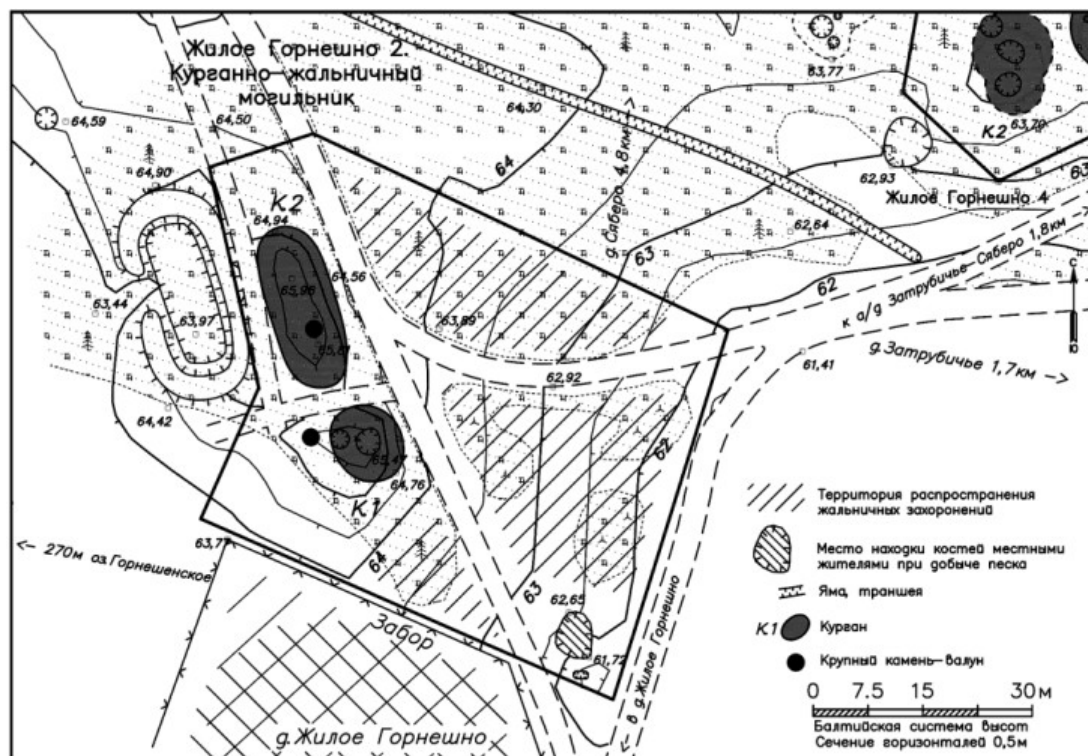 Жилое Горнешно 2.
Курганно-жальничный
могильник
64,59
64,50
64,30
63,77
К2
63,70
62,93
Жилое Горнешно 4
63
64
д. Сяберо 4,8км
64,90
К2
64,94
64,56
63
62,64
62
к а/д Затрубичье-Сяберо 1,8км
С
Ю
65,98
63,44
63,97
63,89
65,81
д. Затрубичье 1,7км
61,41
62,92
64,42
62
65,47
64,76
К1
63,77
270м оз. Горнешенское
64
63
62,65
61,72
Забор
в д. Жилое Горнешно
д. Жилое Горнешно
Территория распространения
жальничных захоронений
Место находки костей местными
жителями при добыче песка
Яма, траншея
К1 Курган
Крупный камень-валун
0 7.5 15 30м
Балтийская система высот
Сечение горизонталей 0,5м